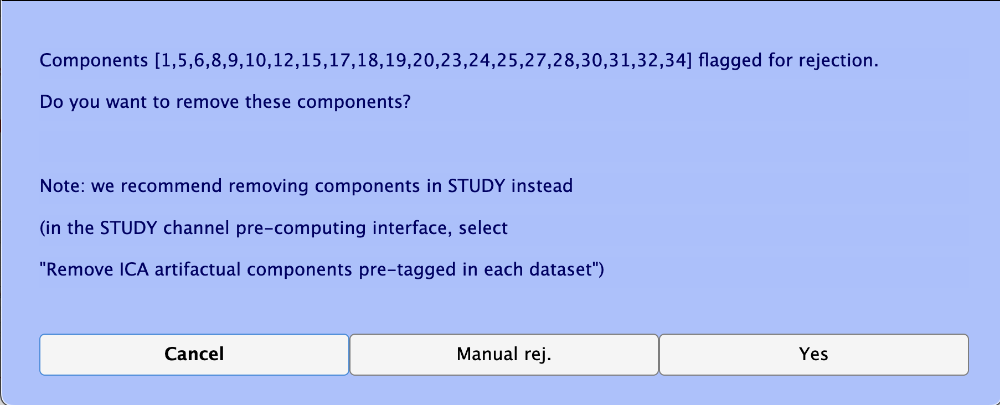 Components [1,5,6,8,9,10,12,15,17,18,19,20,23,24,25,27,28,30,31,32,34] flagged for rejection.
Do you want to remove these components?
Note: we recommend removing components in STUDY instead
(in the STUDY channel pre-computing interface, select
"Remove ICA artifactual components pre-tagged in each dataset")
Cancel
Manual rej.
Yes